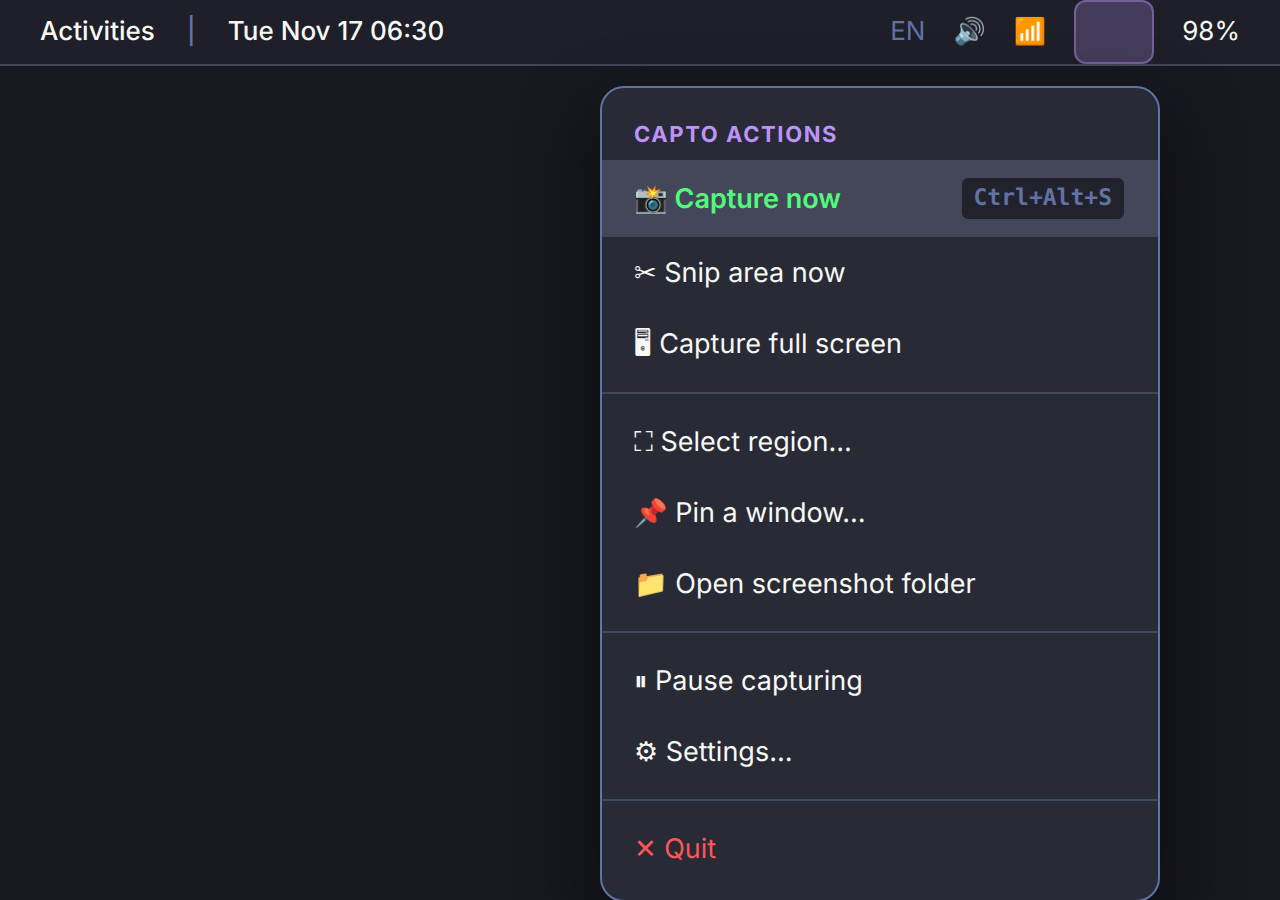 Activities | Tue Nov 17 06:30 EN 98%
CAPTO ACTIONS
Capture now Ctrl+Alt+S
Snip area now
Capture full screen
Select region...
Pin a window...
Open screenshot folder
Pause capturing
Settings...
Quit